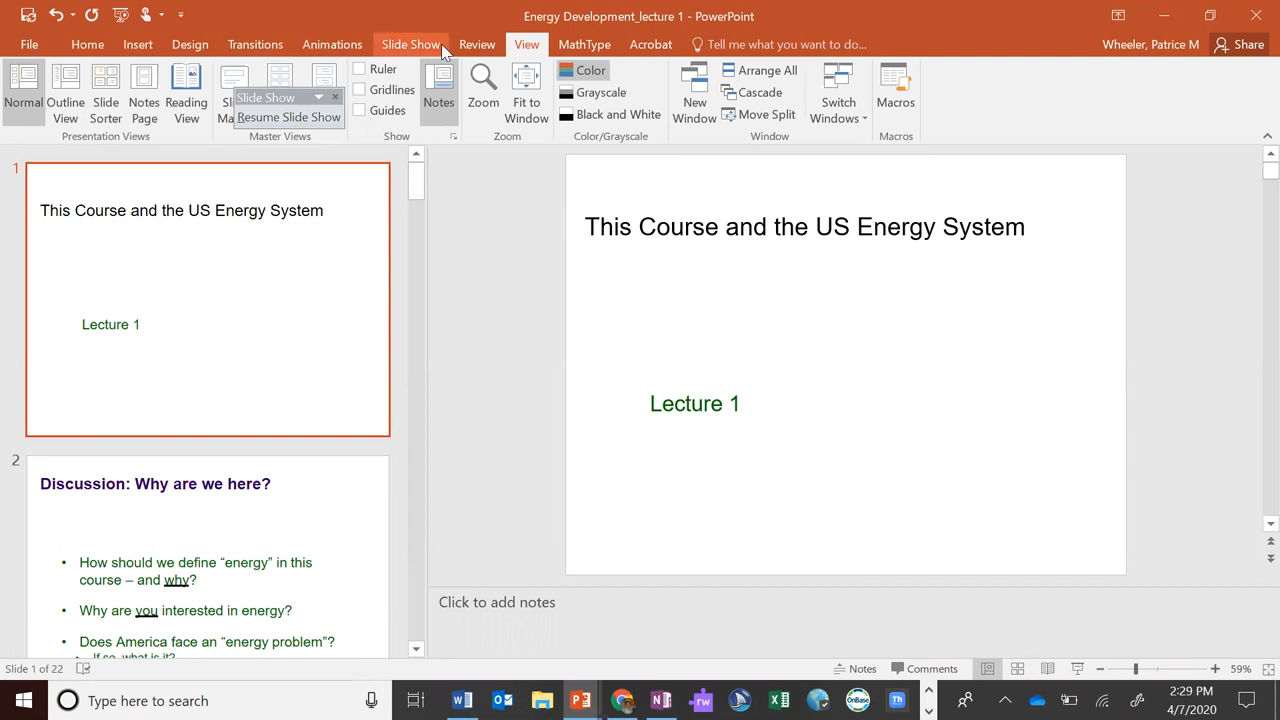 Energy Development_lecture 1 - PowerPoint
File Home Insert Design Transitions Animations Slide Show Review View MathType Acrobat Tell me what you want to do... Wheeler, Patrice M Share
Normal
Outline View
Slide Sorter
Notes Page
Reading View
Presentation Views
Slide Show
Resume Slide Show
Master Views
Ruler
Gridlines
Guides
Show
Notes
Zoom
Fit to Window
Zoom
Color
Grayscale
Black and White
Color/Grayscale
New Window
Arrange All
Cascade
Move Split
Switch Windows
Window
Macros
Macros
1
This Course and the US Energy System
Lecture 1
2
Discussion: Why are we here?
• How should we define “energy” in this
course – and why?
• Why are you interested in energy?
• Does America face an “energy problem”?
• If so, what is it?
This Course and the US Energy System
Lecture 1
Click to add notes
Slide 1 of 22 Notes Comments 59%
Type here to search
2:29 PM
4/7/2020